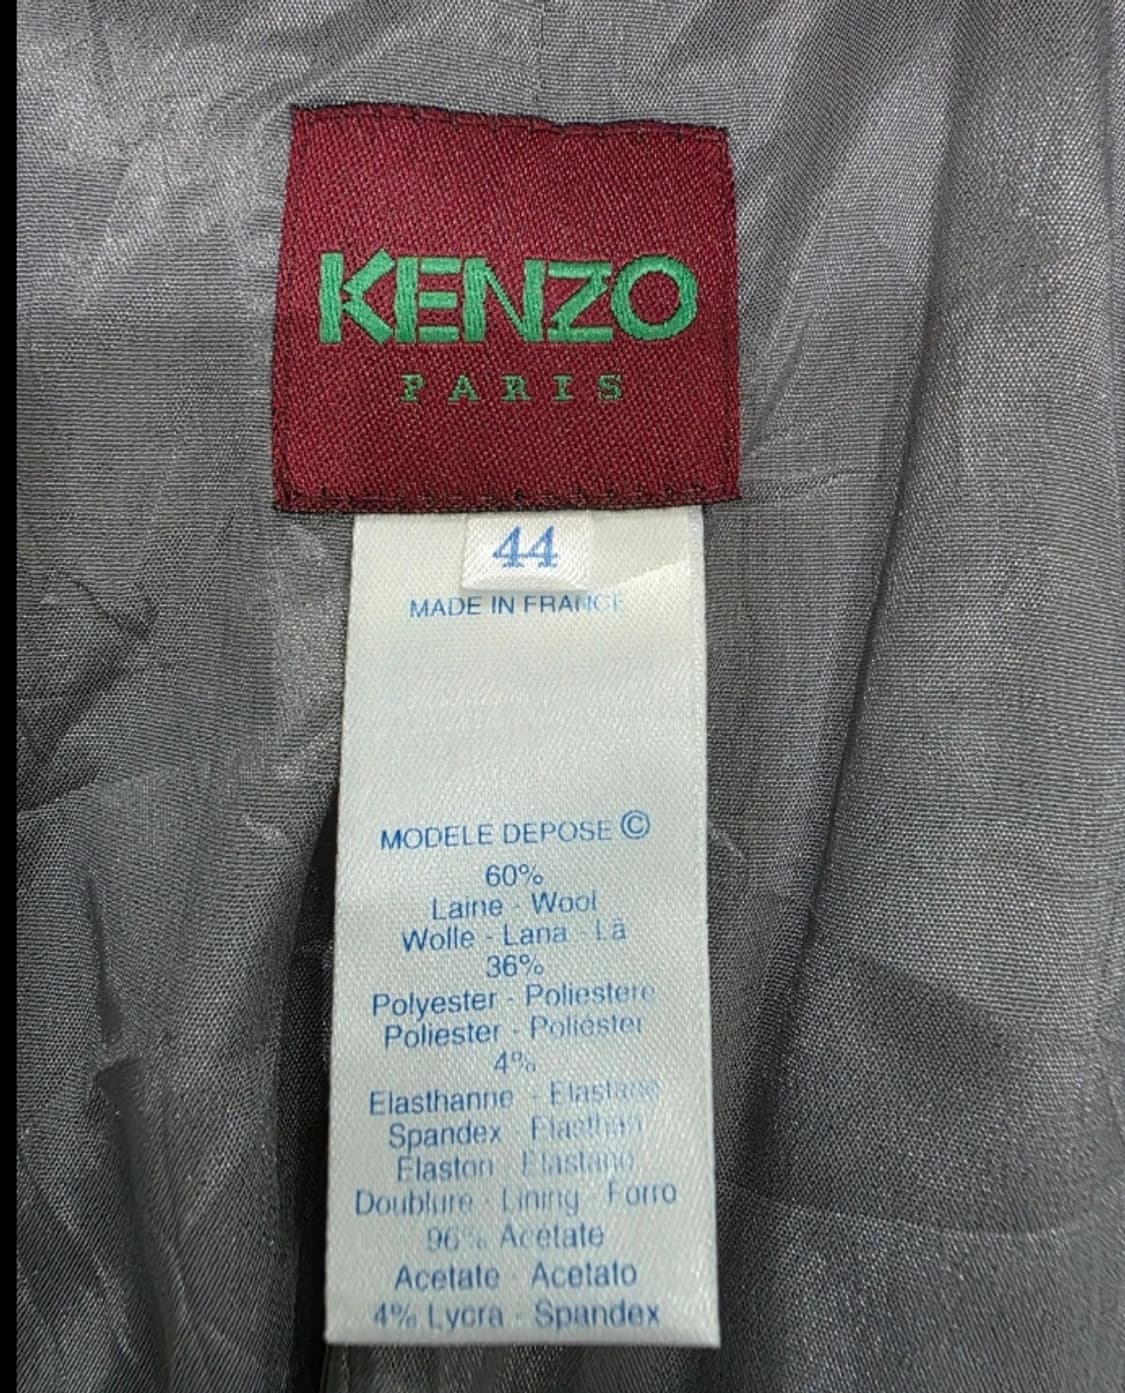 KENZO
PARIS
44
MADE IN FRANCE
MODELE DEPOSE ©
60%
Laine - Wool
Wolle - Lana - Lã
36%
Polyester - Poliestere
Poliester - Poliéster
4%
Elasthanne - Elastane
Spandex - Elasthan
Elaston - Elastano
Doublure - Lining - Forro
96% Acétate
Acetate - Acetato
4% Lycra - Spandex